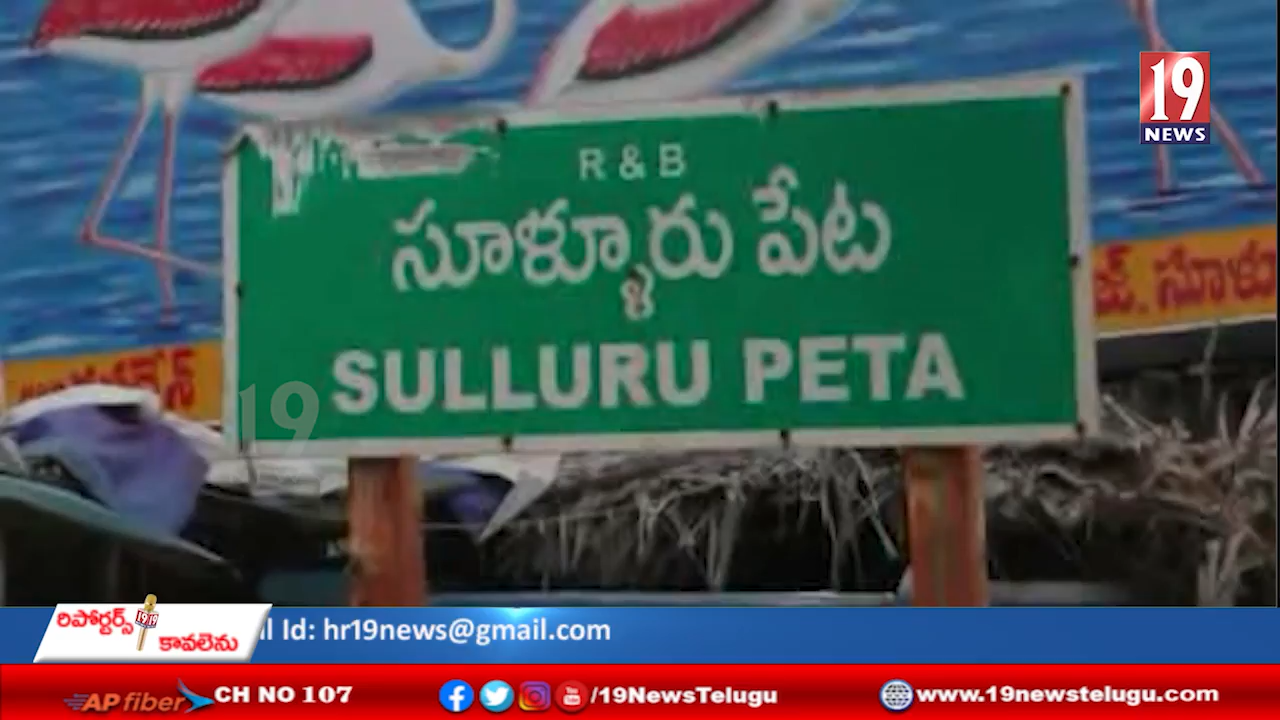 19
NEWS
R & B
సూళ్ళూరు పేట
SULLURU PETA
. సూళూ
19
రిపోర్టర్స్
కావలెను
l Id: hr19news@gmail.com
AP fiber
CH NO 107
/19NewsTelugu
www.19newstelugu.com